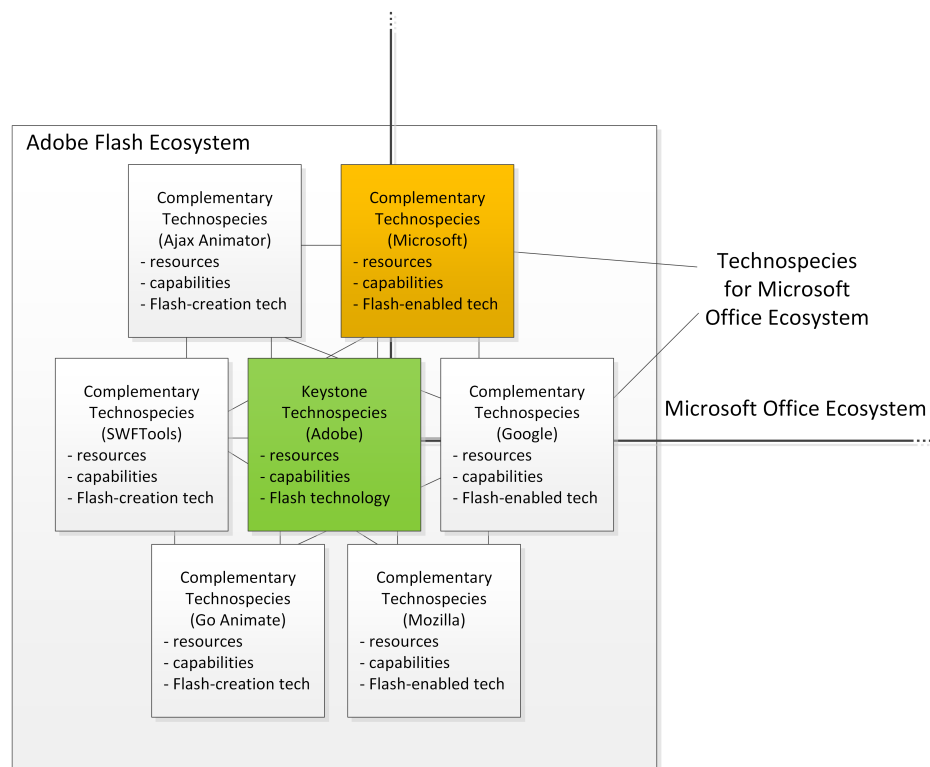 Adobe Flash Ecosystem
Complementary
Technospecies
(Ajax Animator)
- resources
- capabilities
- Flash-creation tech
Complementary
Technospecies
(Microsoft)
- resources
- capabilities
- Flash-enabled tech
Technospecies
for Microsoft
Office Ecosystem
Complementary
Technospecies
(SWFTools)
- resources
- capabilities
- Flash-creation tech
Keystone
Technospecies
(Adobe)
- resources
- capabilities
- Flash technology
Complementary
Technospecies
(Google)
- resources
- capabilities
- Flash-enabled tech
Microsoft Office Ecosystem
Complementary
Technospecies
(Go Animate)
- resources
- capabilities
- Flash-creation tech
Complementary
Technospecies
(Mozilla)
- resources
- capabilities
- Flash-enabled tech